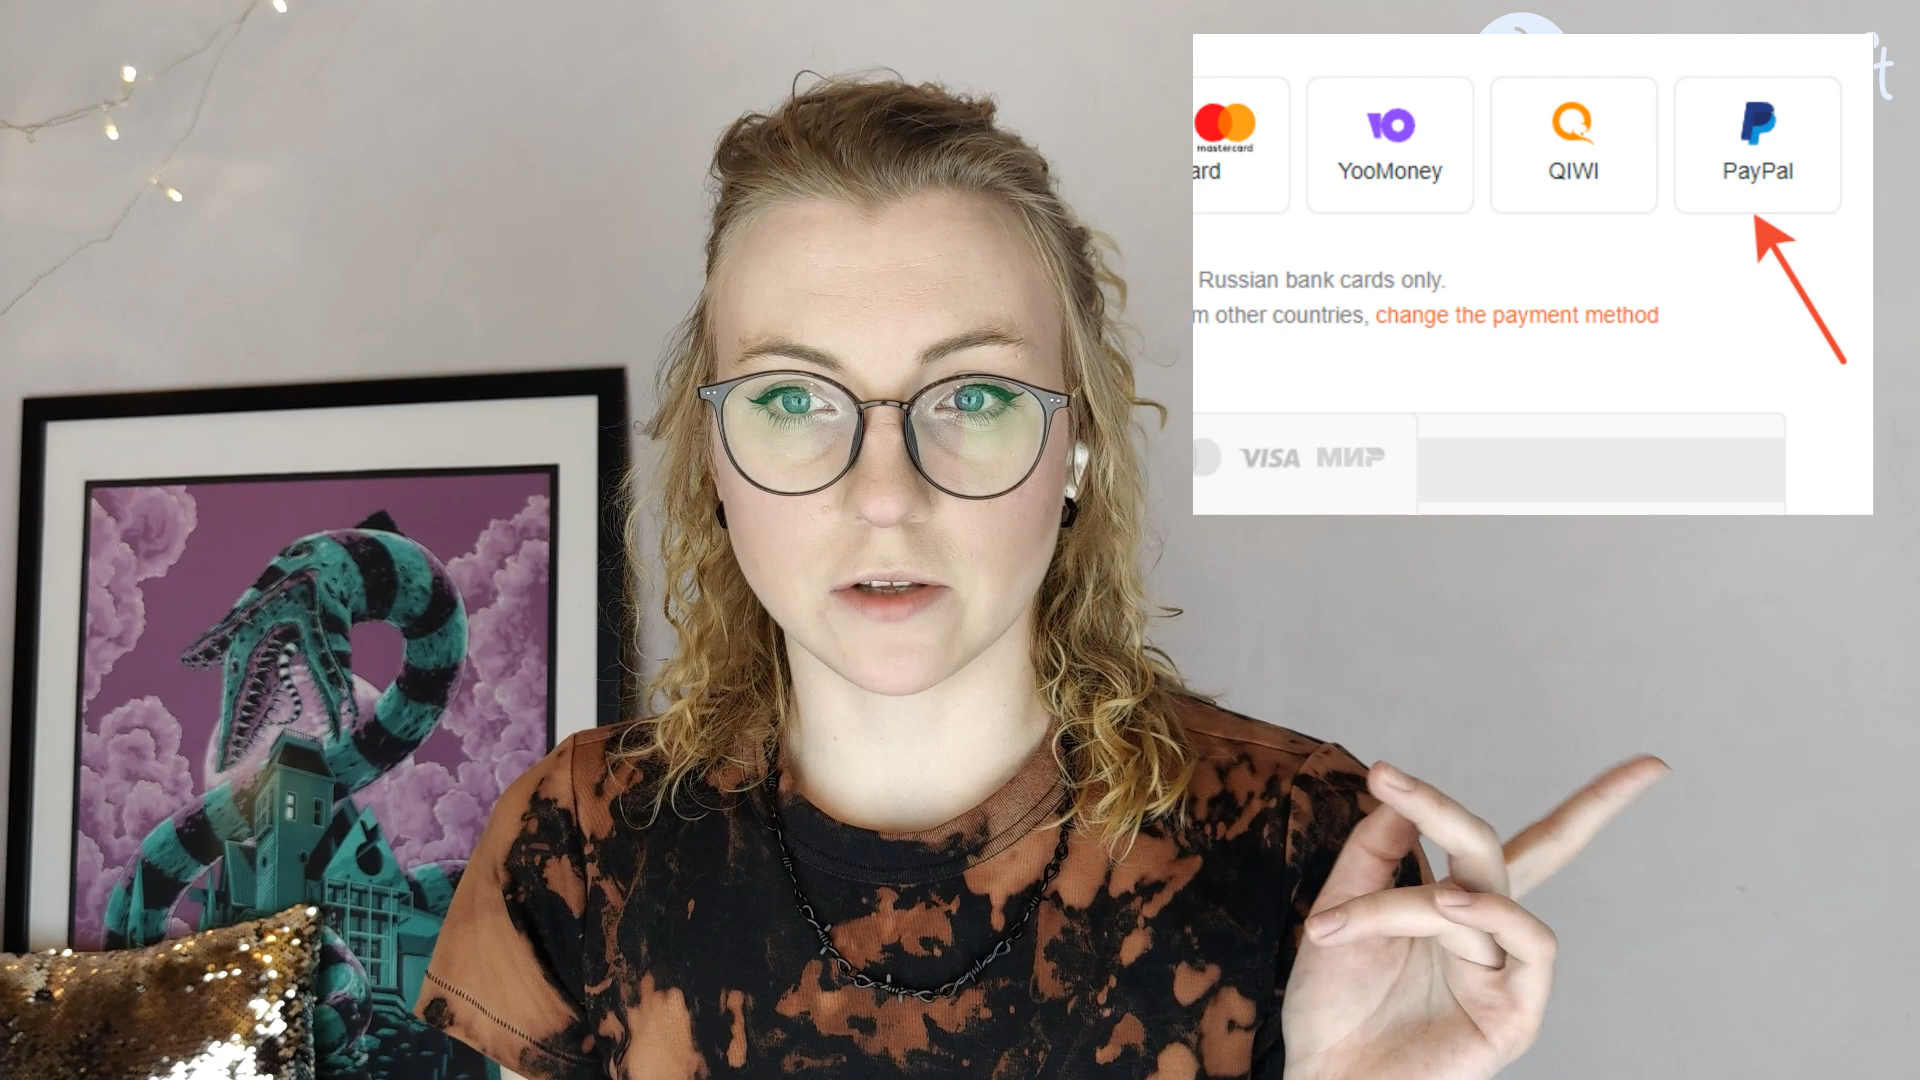 mastercard
ard
YooMoney
QIWI
PayPal
Russian bank cards only.
m other countries, change the payment method
VISA МИР
t